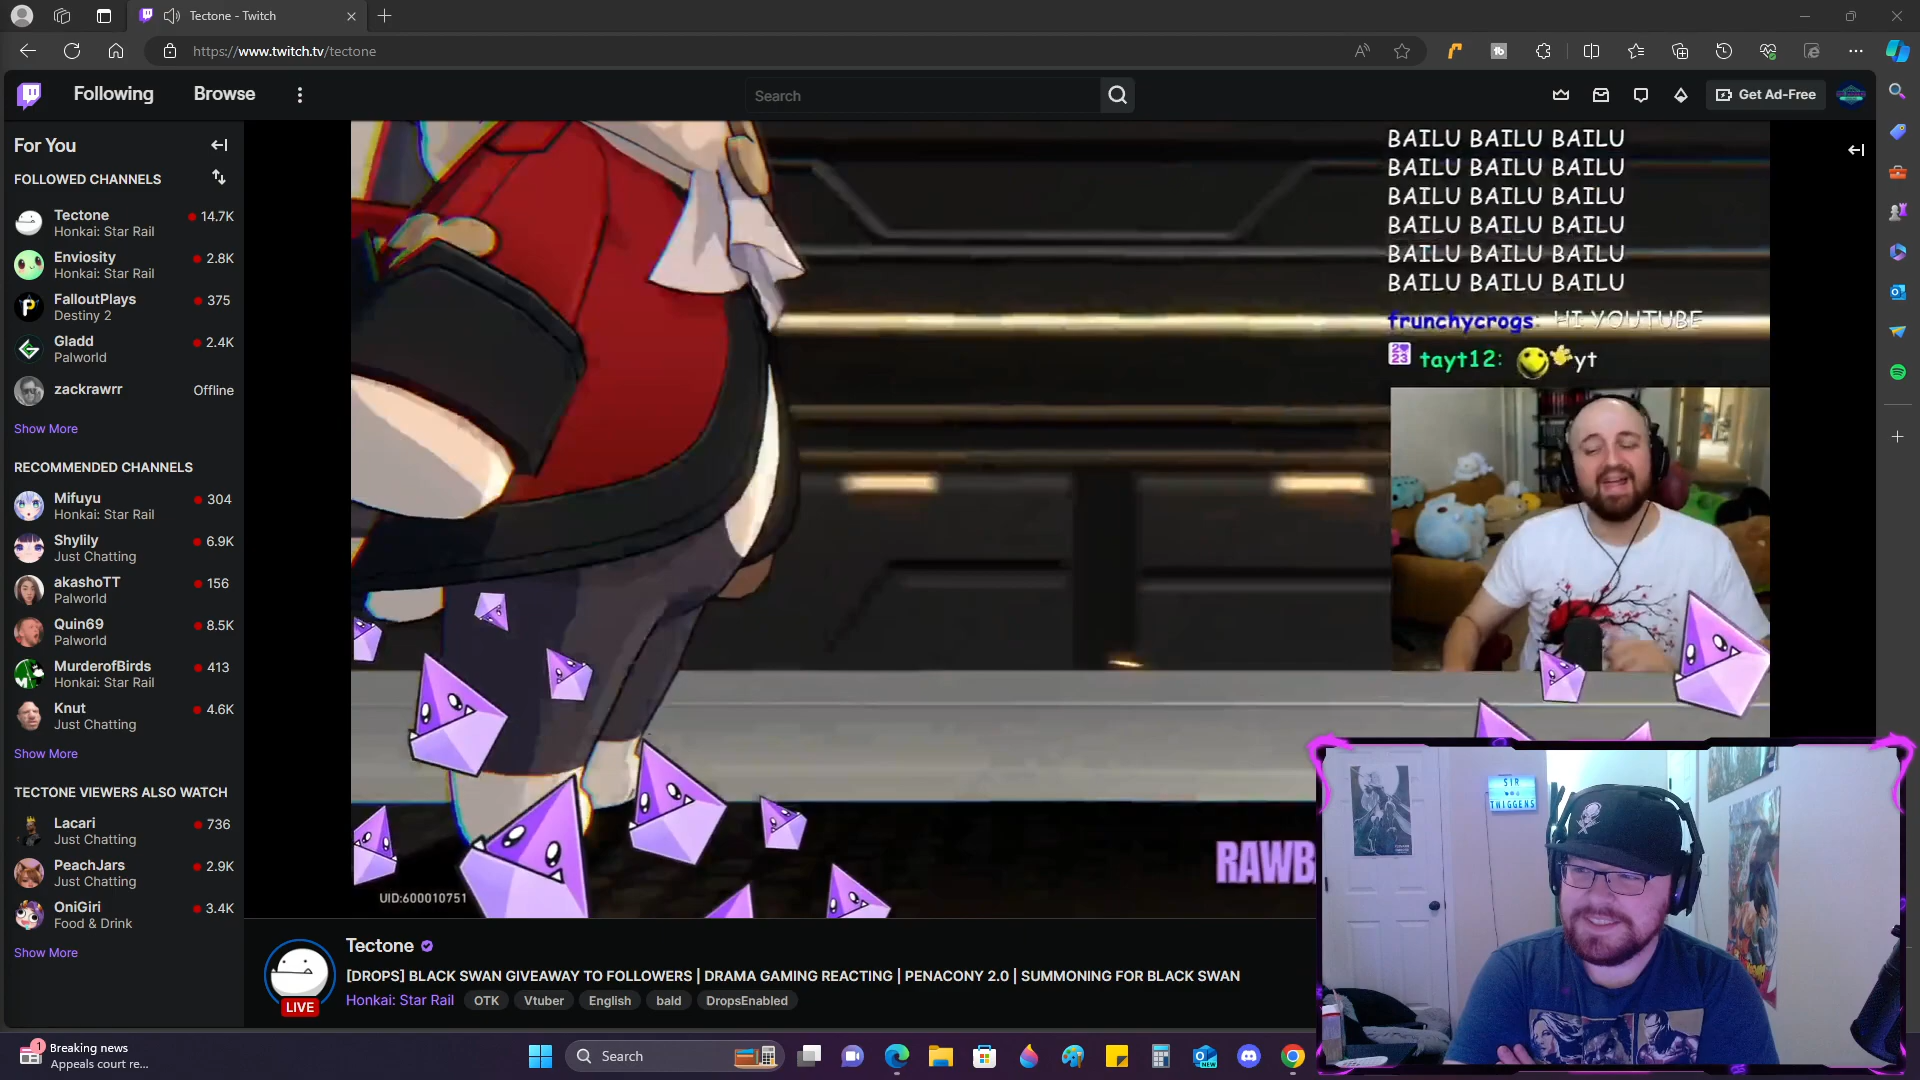 Tectone - Twitch
https://www.twitch.tv/tectone
Following
Browse
Search
Get Ad-Free
For You
FOLLOWED CHANNELS
Tectone
14.7K
Honkai: Star Rail
Enviosity
2.8K
Honkai: Star Rail
FalloutPlays
375
Destiny 2
Gladd
2.4K
Palworld
zackrawrr
Offline
Show More
RECOMMENDED CHANNELS
Mifuyu
304
Honkai: Star Rail
Shylily
6.9K
Just Chatting
akashoTT
156
Palworld
Quin69
8.5K
Palworld
MurderofBirds
413
Honkai: Star Rail
Knut
4.6K
Just Chatting
Show More
TECTONE VIEWERS ALSO WATCH
Lacari
736
Just Chatting
PeachJars
2.9K
Just Chatting
OniGiri
3.4K
Food & Drink
Show More
BAILU BAILU BAILU
BAILU BAILU BAILU
BAILU BAILU BAILU
BAILU BAILU BAILU
BAILU BAILU BAILU
BAILU BAILU BAILU
frunchycrogs: HI YOUTUBE
tayt12: yt
RAWB
UID:600010751
SIR
TWIGGENS
Tectone
[DROPS] BLACK SWAN GIVEAWAY TO FOLLOWERS | DRAMA GAMING REACTING | PENACONY 2.0 | SUMMONING FOR BLACK SWAN
LIVE
Honkai: Star Rail
OTK
Vtuber
English
bald
DropsEnabled
1
Breaking news
Appeals court re...
Search